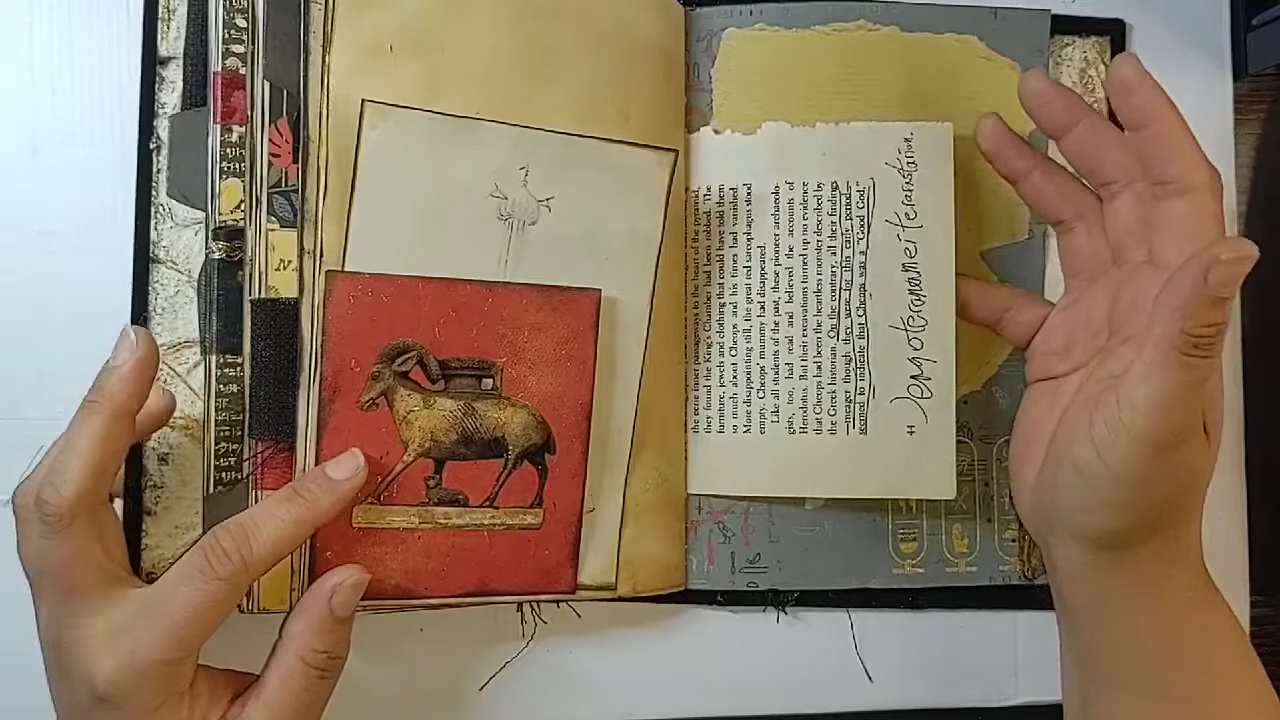 the eerie inner passageways to the heart of the pyramid,
they found the King's Chamber had been robbed. The
furniture, jewels and clothing that could have told them
so much about Cheops and his times had vanished.
More disappointing still, the great red sarcophagus stood
empty. Cheops' mummy had disappeared.
Like all students of the past, these pioneer archaeolo-
gists, too, had read and believed the accounts of
Herodotus. But their excavations turned up no evidence
that Cheops had been the heartless monster described by
the Greek historian. On the contrary, all their findings
—meager though they were for this early period—
seemed to indicate that Cheops was a "Good God,"
44
IV